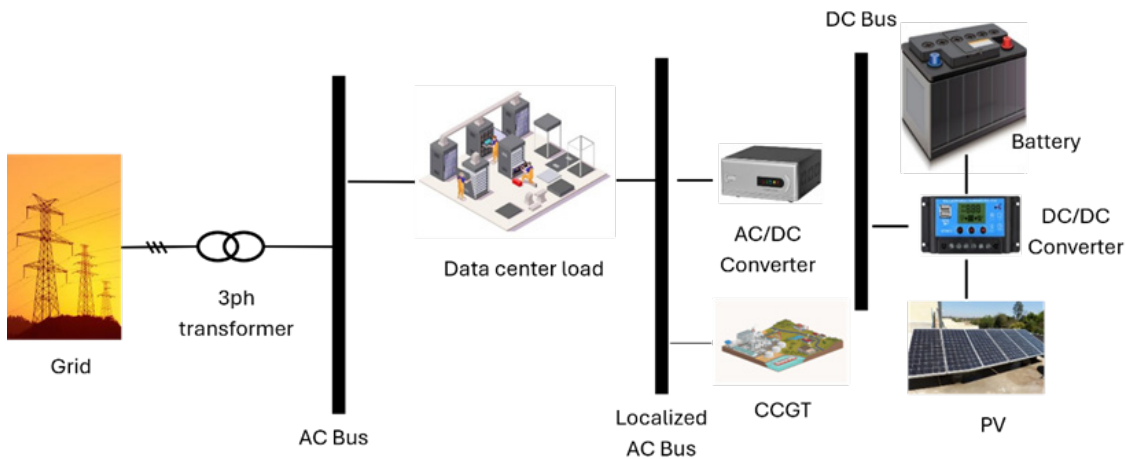 DC Bus
Battery
DC/DC
Converter
AC/DC
Converter
Data center load
3ph
transformer
Grid
AC Bus
Localized
AC Bus
CCGT
PV